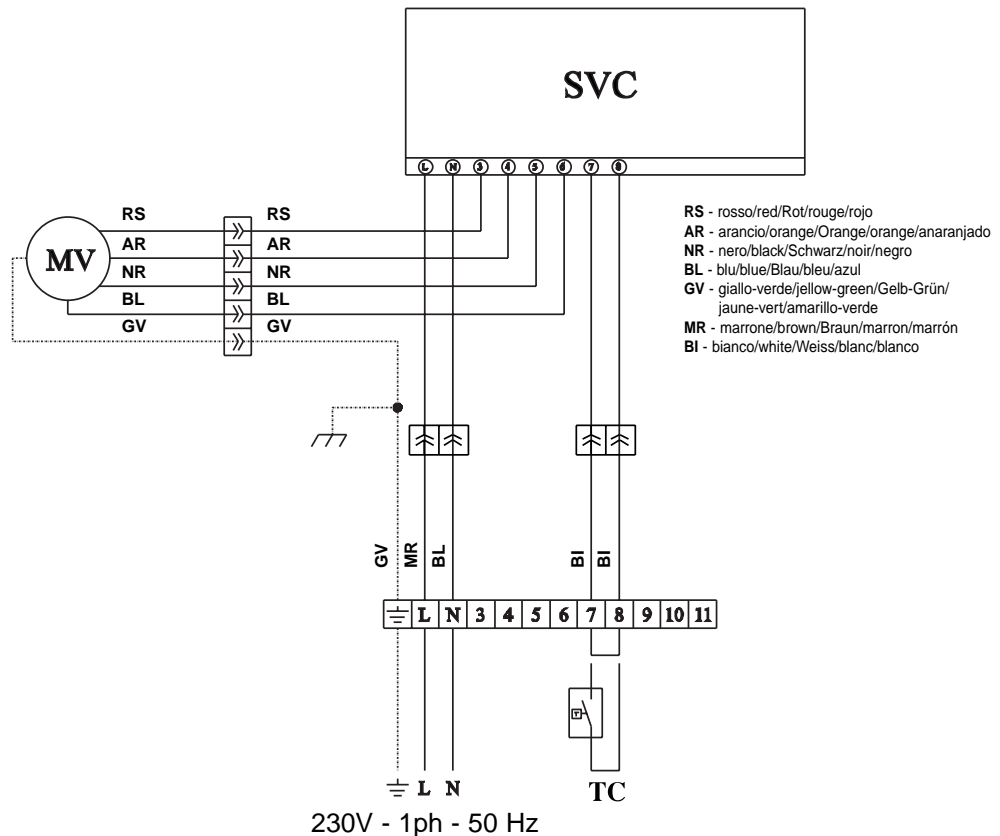 SVC
L N 3 4 5 6 7 8
RS RS
AR AR
MV
NR NR
BL BL
GV GV
RS - rosso/red/Rot/rouge/rojo
AR - arancio/orange/Orange/orange/anaranjado
NR - nero/black/Schwarz/noir/negro
BL - blu/blue/Blau/bleu/azul
GV - giallo-verde/jellow-green/Gelb-Grün/
jaune-vert/amarillo-verde
MR - marrone/brown/Braun/marron/marrón
BI - bianco/white/Weiss/blanc/blanco
GV MR BL BI BI
L N 3 4 5 6 7 8 9 10 11
T
L N TC
230V - 1ph - 50 Hz